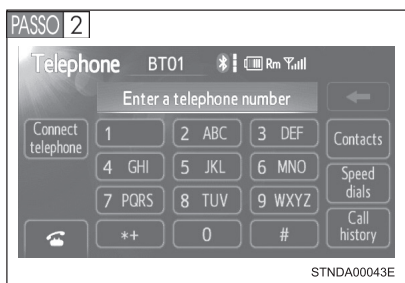 PASSO 2
Telephone BT01 Rm
Enter a telephone number
Connect telephone
1
2 ABC
3 DEF
Contacts
4 GHI
5 JKL
6 MNO
Speed dials
7 PQRS
8 TUV
9 WXYZ
*+
0
#
Call history
STNDA00043E